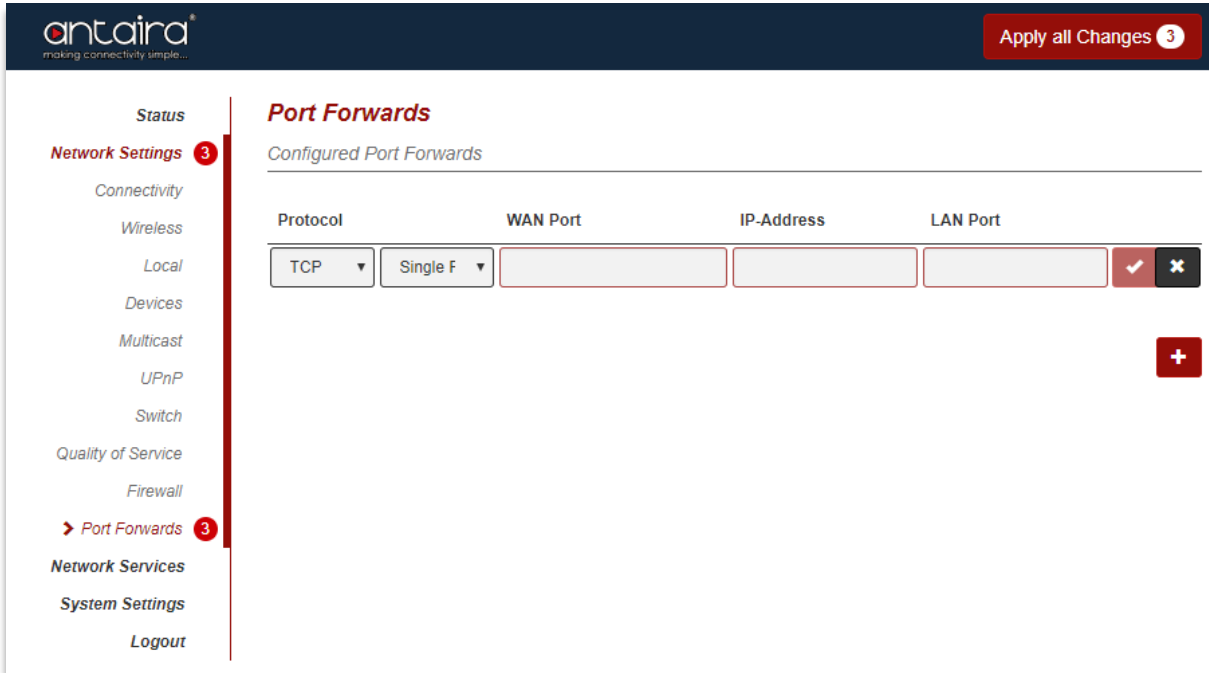 antaira®
making connectivity simple...
Apply all Changes 3
Status
Network Settings 3
Connectivity
Wireless
Local
Devices
Multicast
UPnP
Switch
Quality of Service
Firewall
Port Forwards 3
Network Services
System Settings
Logout
Port Forwards
Configured Port Forwards
Protocol WAN Port IP-Address LAN Port
TCP Single F